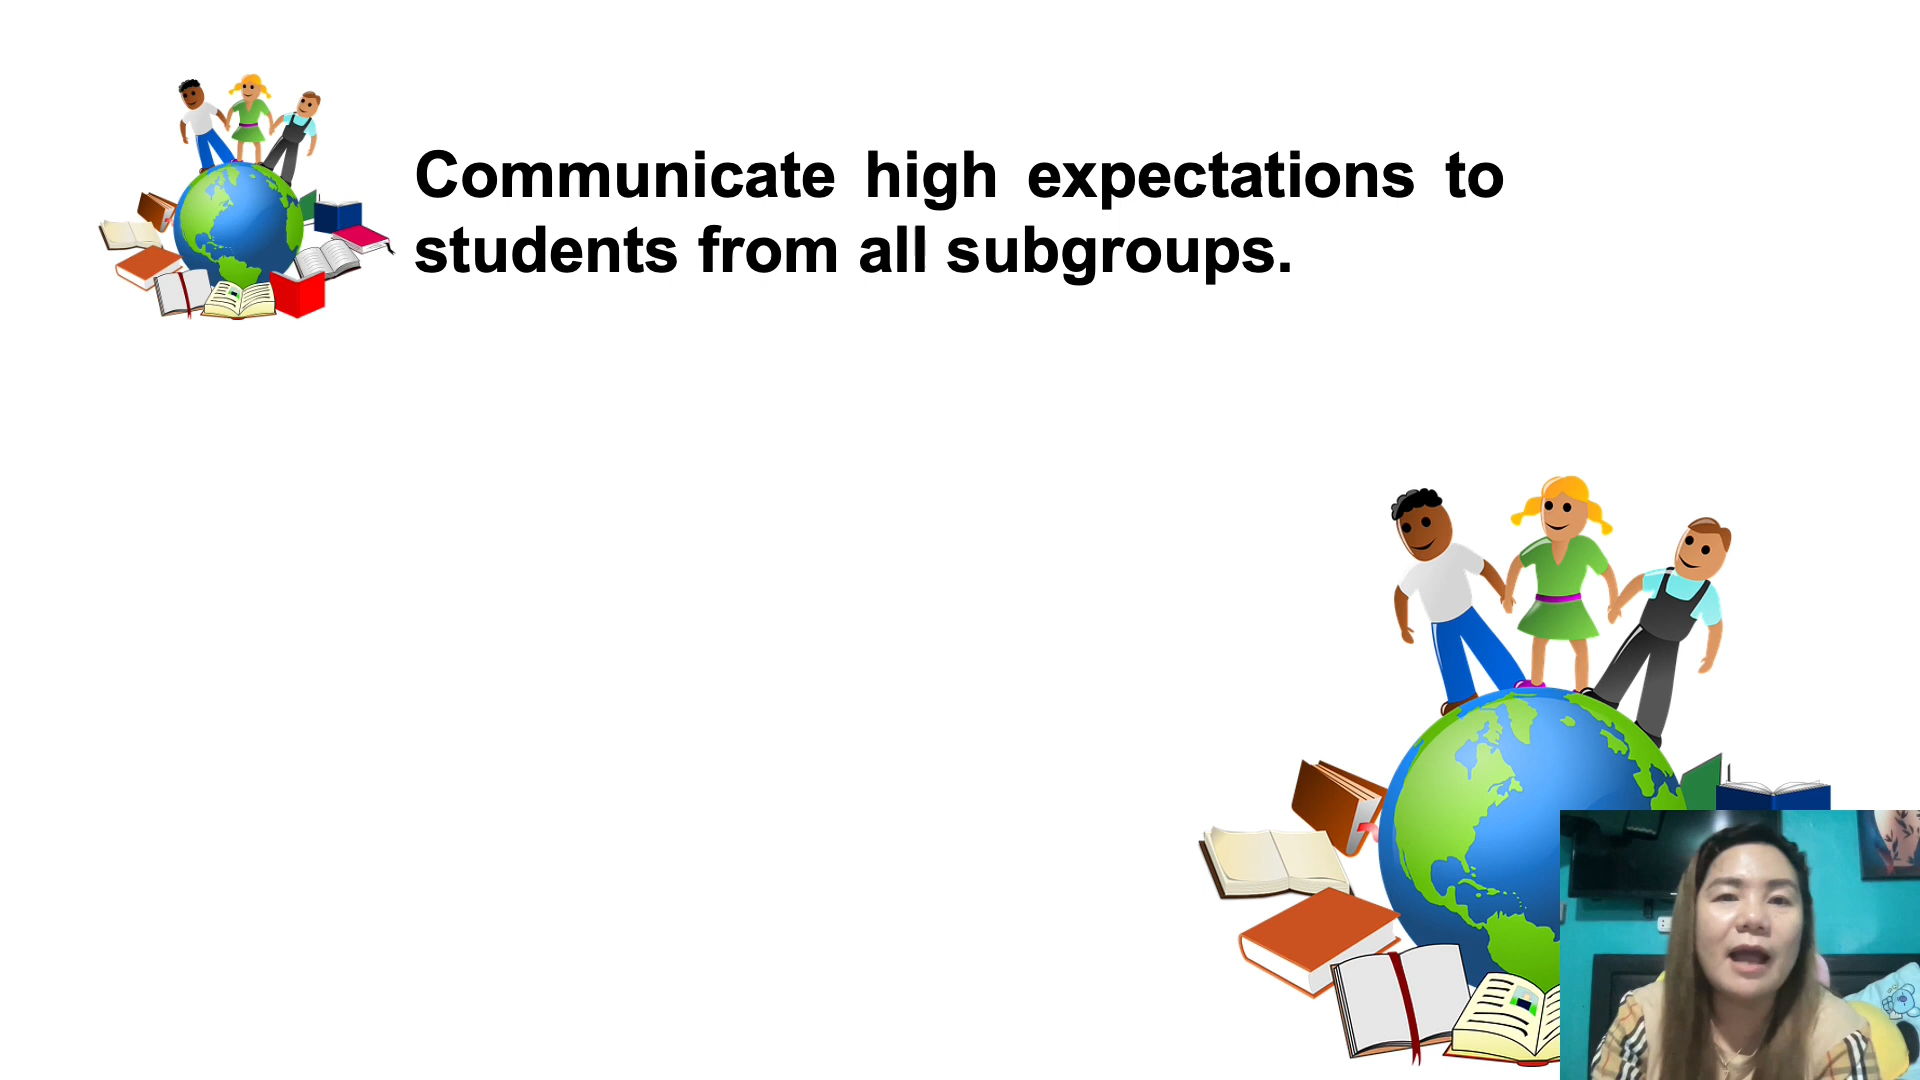 Communicate high expectations to
students from all subgroups.